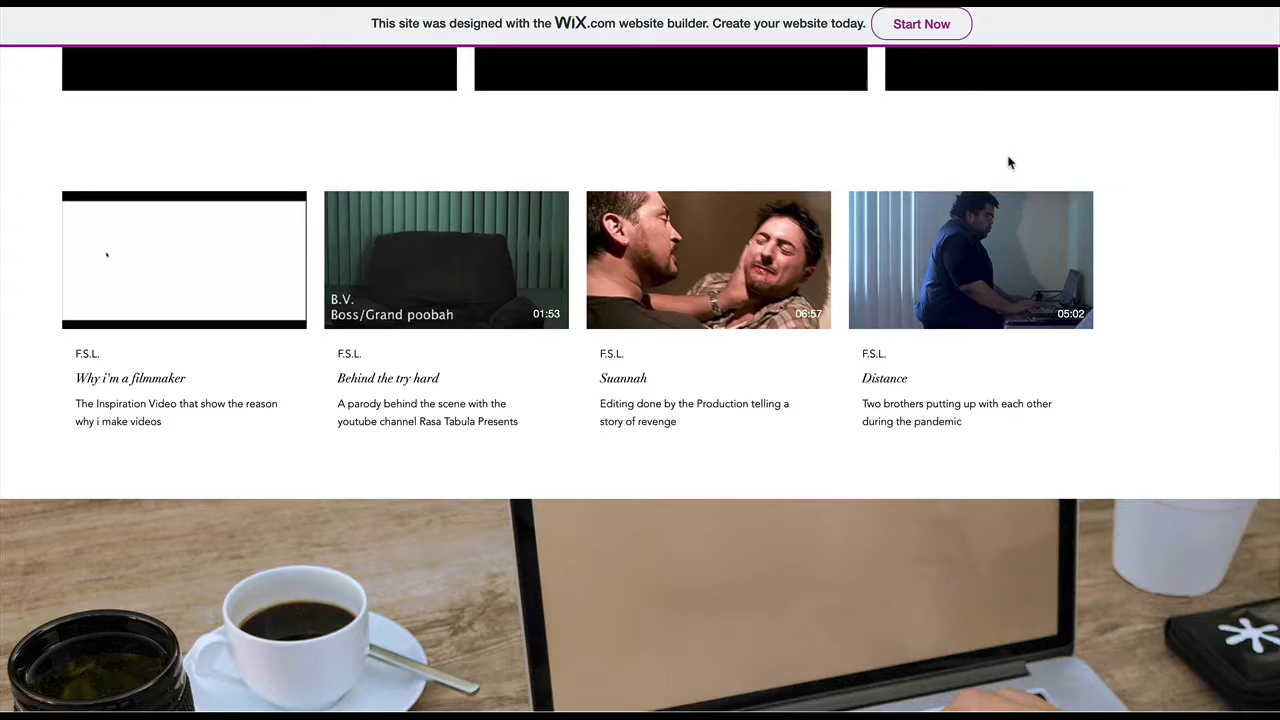 This site was designed with the WiX.com website builder. Create your website today. Start Now
B.V.
Boss/Grand poobah 01:53
06:57
05:02
F.S.L.
Why i'm a filmmaker
The Inspiration Video that show the reason
why i make videos
F.S.L.
Behind the try hard
A parody behind the scene with the
youtube channel Rasa Tabula Presents
F.S.L.
Suannah
Editing done by the Production telling a
story of revenge
F.S.L.
Distance
Two brothers putting up with each other
during the pandemic